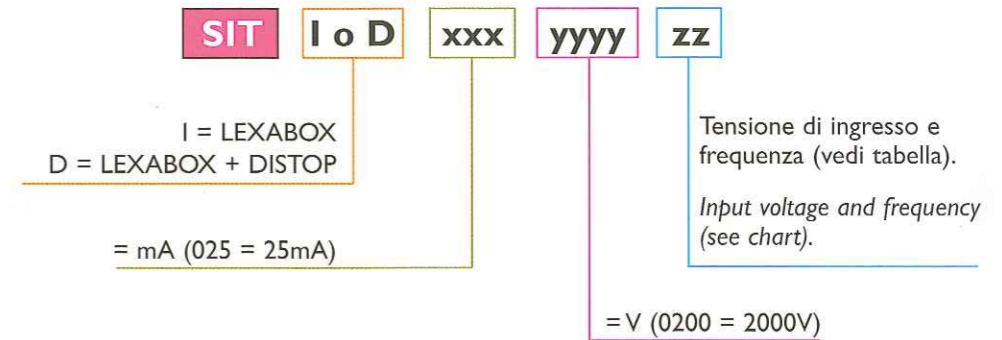 SIT I o D xxx yyyy zz
I = LEXABOX
D = LEXABOX + DISTOP
= mA (025 = 25mA)
= V (0200 = 2000V)
Tensione di ingresso e
frequenza (vedi tabella).
Input voltage and frequency
(see chart).